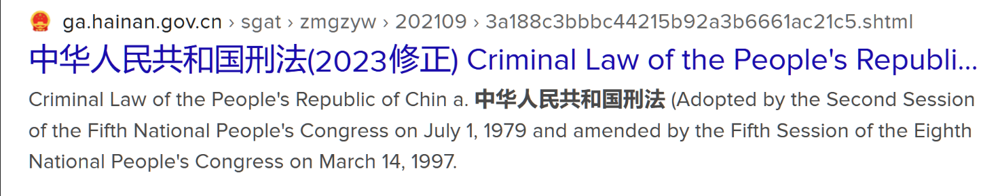 ga.hainan.gov.cn › sgat › zmgzyw › 202109 › 3a188c3bbbc44215b92a3b6661ac21c5.shtml
中华人民共和国刑法(2023修正) Criminal Law of the People's Republi...
Criminal Law of the People's Republic of Chin a. 中华人民共和国刑法 (Adopted by the Second Session
of the Fifth National People's Congress on July 1, 1979 and amended by the Fifth Session of the Eighth
National People's Congress on March 14, 1997.